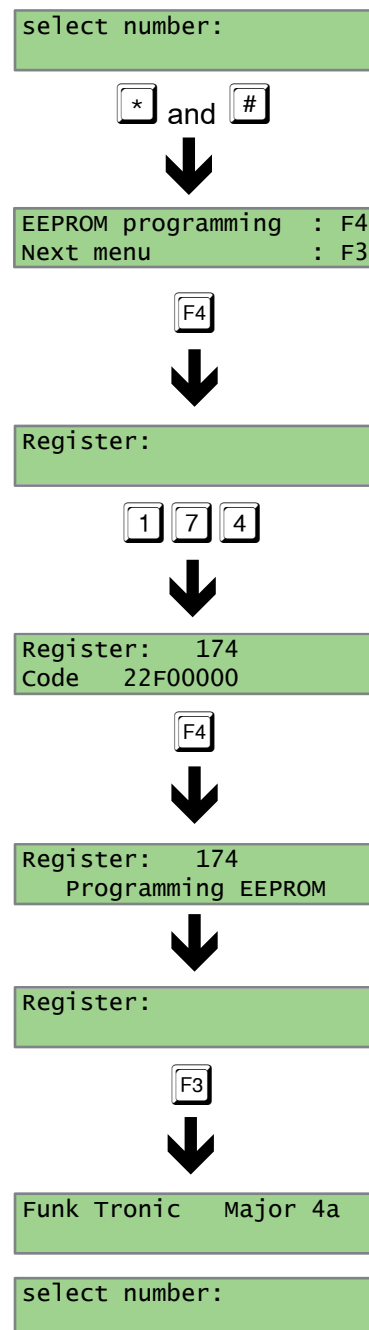 select number:
* and #
EEPROM programming : F4
Next menu : F3
F4
Register:
1 7 4
Register: 174
Code 22F00000
F4
Register: 174
Programming EEPROM
Register:
F3
Funk Tronic Major 4a
select number: